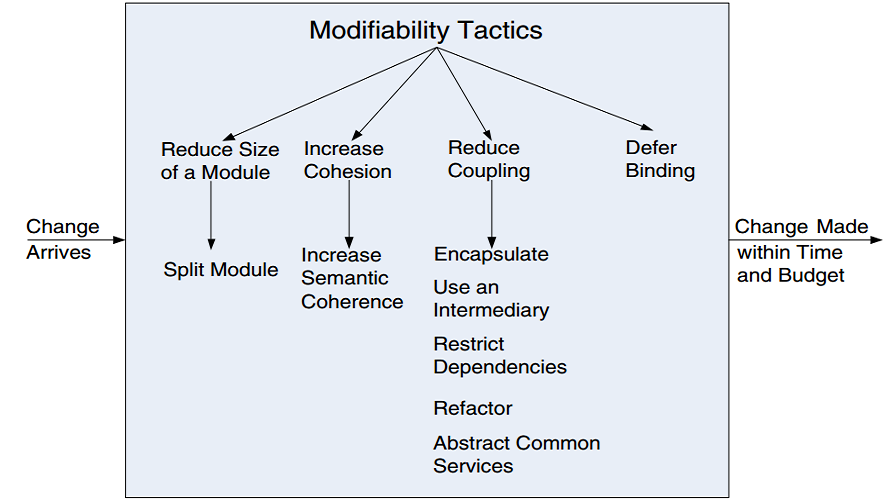 Modifiability Tactics
Reduce Size
of a Module
Increase
Cohesion
Reduce
Coupling
Defer
Binding
Change
Arrives
Split Module
Increase
Semantic
Coherence
Encapsulate
Use an
Intermediary
Restrict
Dependencies
Refactor
Abstract Common
Services
Change Made
within Time
and Budget